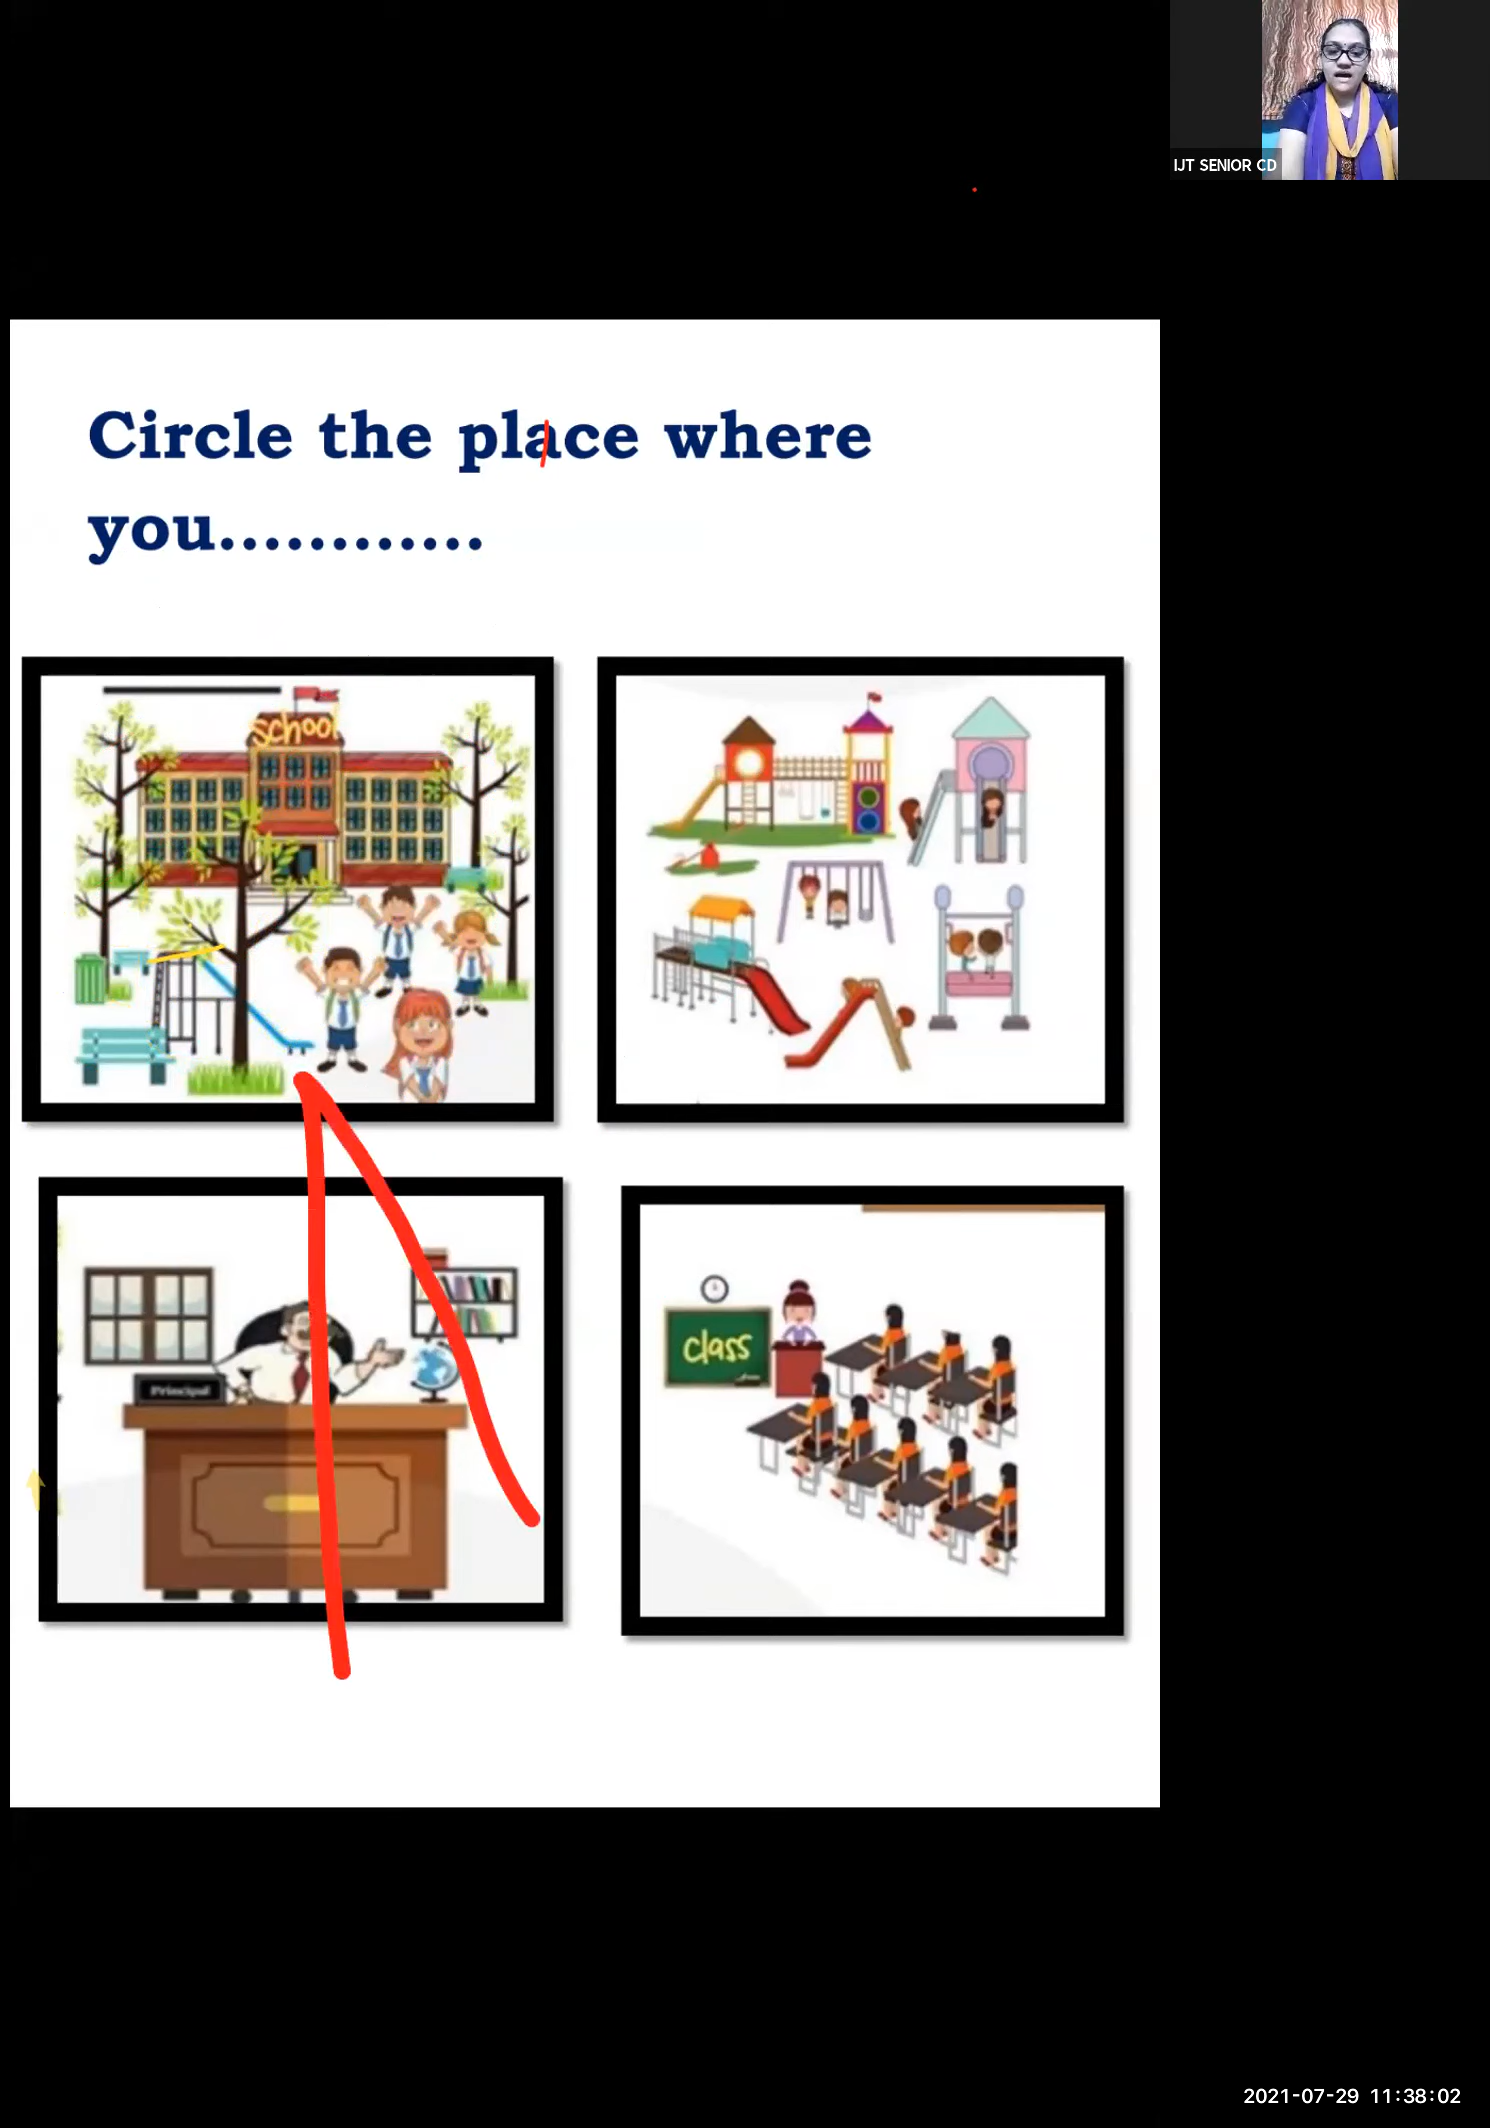 IJT SENIOR CD
Circle the place where
you............
school
Principal
class
2021-07-29 11:38:02